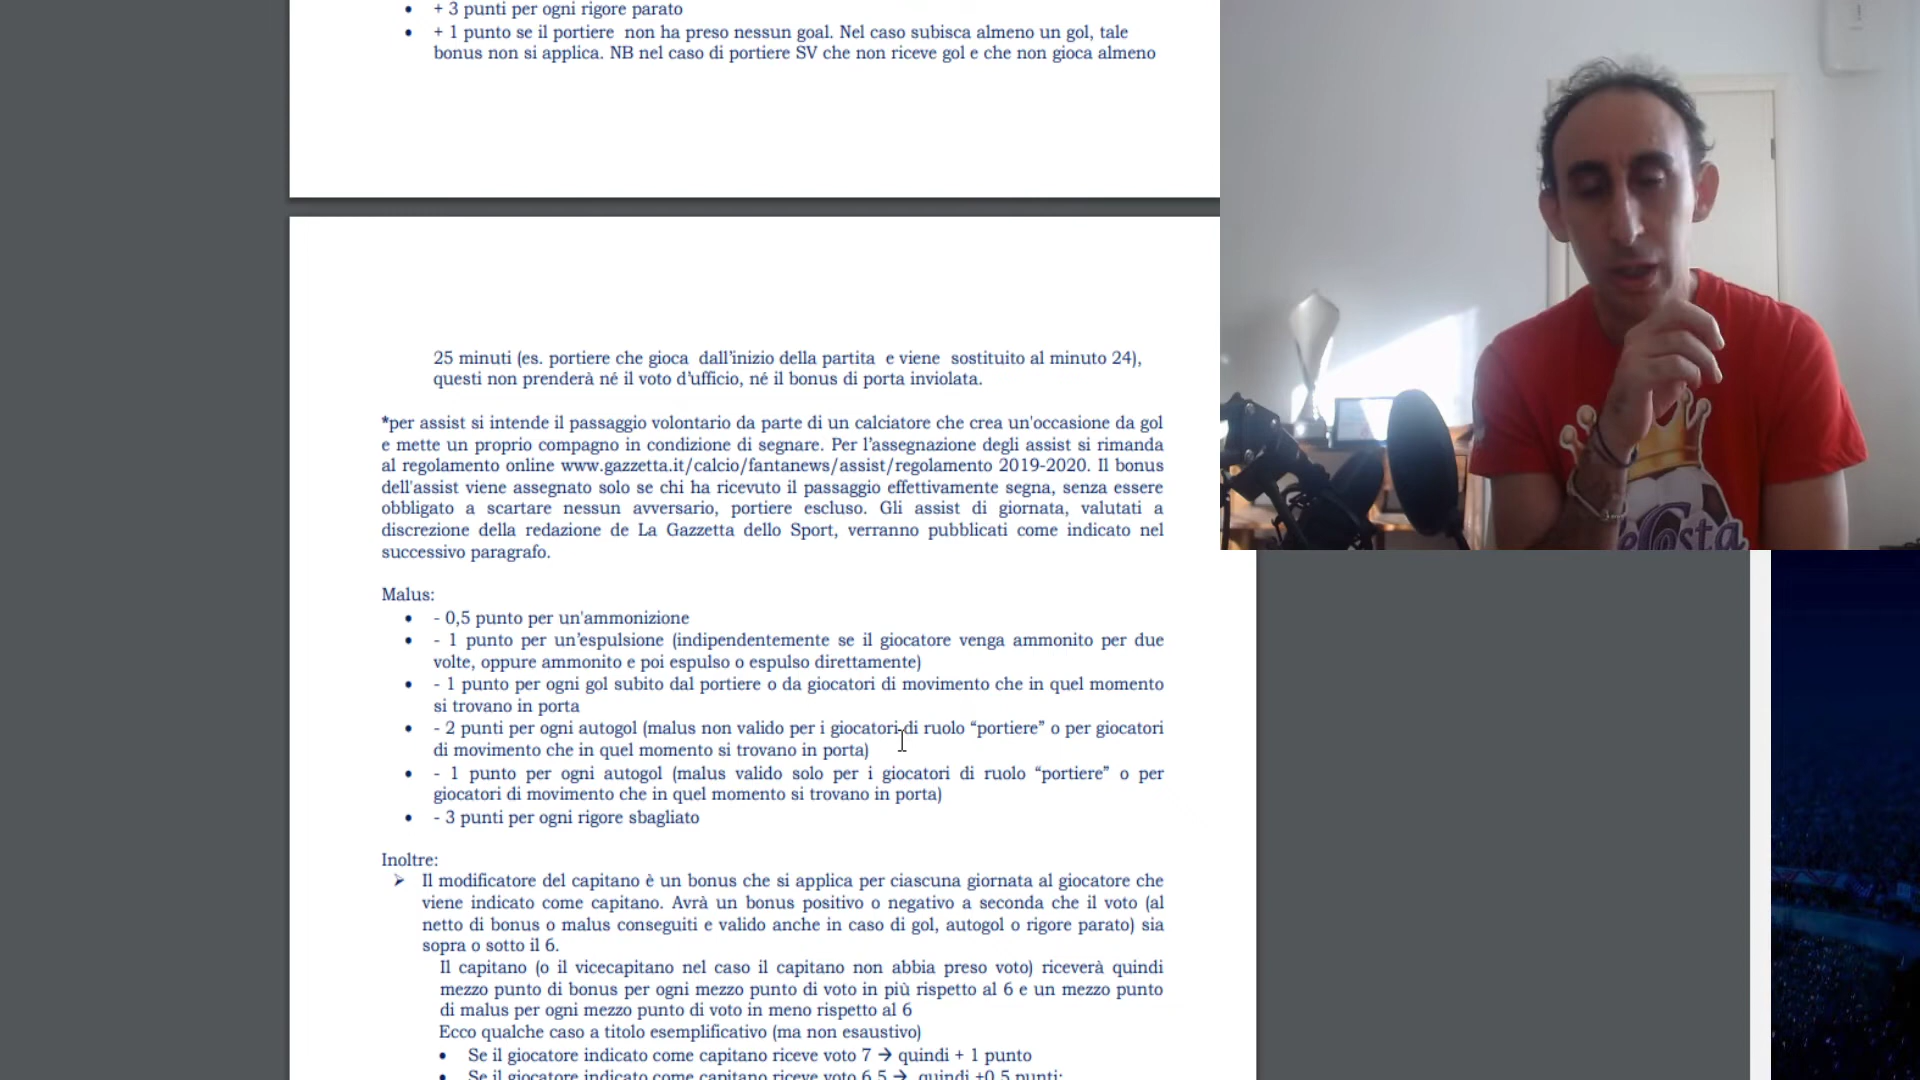 + 3 punti per ogni rigore parato
+ 1 punto se il portiere non ha preso nessun goal. Nel caso subisca almeno un gol, tale
bonus non si applica. NB nel caso di portiere SV che non riceve gol e che non gioca almeno
25 minuti (es. portiere che gioca dall'inizio della partita e viene sostituito al minuto 24),
questi non prenderà né il voto d'ufficio, né il bonus di porta inviolata.
*per assist si intende il passaggio volontario da parte di un calciatore che crea un'occasione da gol
e mette un proprio compagno in condizione di segnare. Per l'assegnazione degli assist si rimanda
al regolamento online www.gazzetta.it/calcio/fantanews/assist/regolamento 2019-2020. Il bonus
dell'assist viene assegnato solo se chi ha ricevuto il passaggio effettivamente segna, senza essere
obbligato a scartare nessun avversario, portiere escluso. Gli assist di giornata, valutati a
discrezione della redazione de La Gazzetta dello Sport, verranno pubblicati come indicato nel
successivo paragrafo.
Malus:
- 0,5 punto per un'ammonizione
- 1 punto per un'espulsione (indipendentemente se il giocatore venga ammonito per due
volte, oppure ammonito e poi espulso o espulso direttamente)
- 1 punto per ogni gol subito dal portiere o da giocatori di movimento che in quel momento
si trovano in porta
- 2 punti per ogni autogol (malus non valido per i giocatori di ruolo “portiere” o per giocatori
di movimento che in quel momento si trovano in porta)
- 1 punto per ogni autogol (malus valido solo per i giocatori di ruolo “portiere” o per
giocatori di movimento che in quel momento si trovano in porta)
- 3 punti per ogni rigore sbagliato
Inoltre:
Il modificatore del capitano è un bonus che si applica per ciascuna giornata al giocatore che
viene indicato come capitano. Avrà un bonus positivo o negativo a seconda che il voto (al
netto di bonus o malus conseguiti e valido anche in caso di gol, autogol o rigore parato) sia
sopra o sotto il 6.
Il capitano (o il vicecapitano nel caso il capitano non abbia preso voto) riceverà quindi
mezzo punto di bonus per ogni mezzo punto di voto in più rispetto al 6 e un mezzo punto
di malus per ogni mezzo punto di voto in meno rispetto al 6
Ecco qualche caso a titolo esemplificativo (ma non esaustivo)
Se il giocatore indicato come capitano riceve voto 7 → quindi + 1 punto
Se il giocatore indicato come capitano riceve voto 6,5 → quindi +0,5 punti;